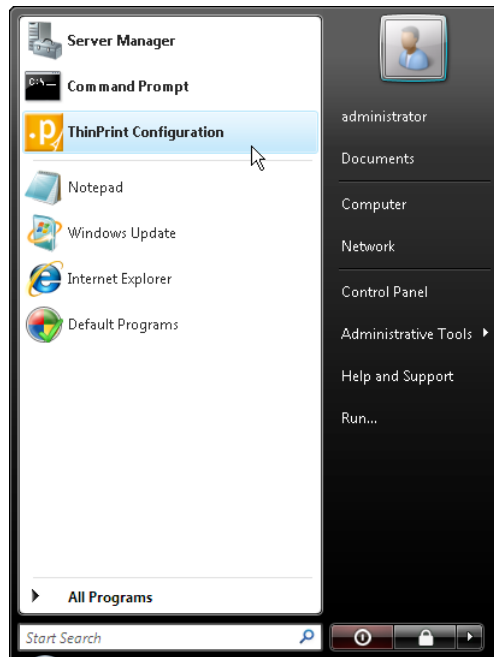 Server Manager
C:\
Command Prompt
.p
ThinPrint Configuration
Notepad
Windows Update
Internet Explorer
Default Programs
All Programs
Start Search
administrator
Documents
Computer
Network
Control Panel
Administrative Tools
Help and Support
Run...